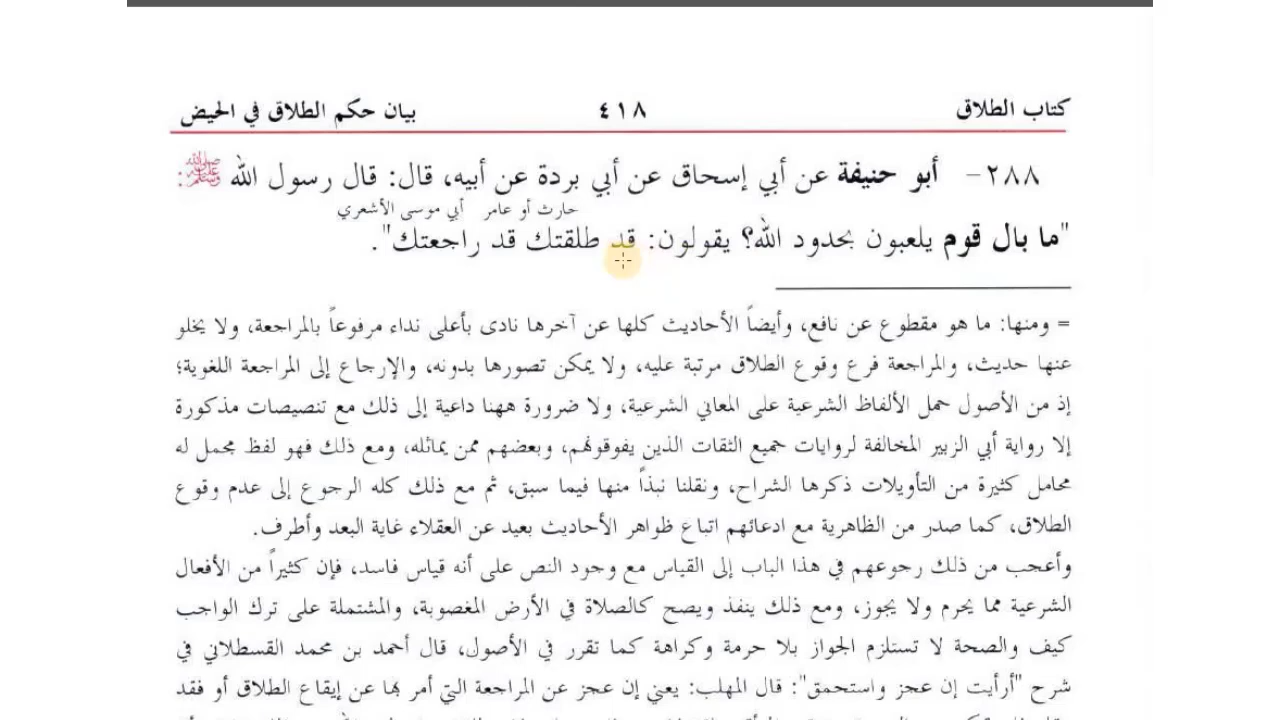 كتاب الطلاق ٤١٨ بيان حكم الطلاق في الحيض
٢٨٨- أبو حنيفة عن أبي إسحاق عن أبي بردة عن أبيه، قال: قال رسول الله ﷺ:
حارث أو عامر أبي موسى الأشعري
"ما بال قوم يلعبون بحدود الله؟ يقولون: قد طلقتك قد راجعتك".
= ومنها: ما هو مقطوع عن نافع، وأيضاً الأحاديث كلها عن آخرها نادى بأعلى نداء مرفوعاً بالمراجعة، ولا يخلو
عنها حديث، والمراجعة فرع وقوع الطلاق مرتبة عليه، ولا يمكن تصورها بدونه، والإرجاع إلى المراجعة اللغوية؛
إذ من الأصول حمل الألفاظ الشرعية على المعاني الشرعية، ولا ضرورة ههنا داعية إلى ذلك مع تنصيصات مذكورة
إلا رواية أبي الزبير المخالفة لروايات جميع الثقات الذين يفوقونهم، وبعضهم ممن يماثله، ومع ذلك فهو لفظ مجمل له
محامل كثيرة من التأويلات ذكرها الشراح، ونقلنا نبذاً منها فيما سبق، ثم مع ذلك كله الرجوع إلى عدم وقوع
الطلاق، كما صدر من الظاهرية مع ادعائهم اتباع ظواهر الأحاديث بعيد عن العقلاء غاية البعد وأطرف.
وأعجب من ذلك رجوعهم في هذا الباب إلى القياس مع وجود النص على أنه قياس فاسد، فإن كثيراً من الأفعال
الشرعية مما يحرم ولا يجوز، ومع ذلك ينفذ ويصح كالصلاة في الأرض المغصوبة، والمشتملة على ترك الواجب
كيف والصحة لا تستلزم الجواز بلا حرمة وكراهة كما تقرر في الأصول، قال أحمد بن محمد القسطلاني في
شرح "أرأيت إن عجز واستحمق": قال المهلب: يعني إن عجز عن المراجعة التي أمر بها عن إيقاع الطلاق أو فقد